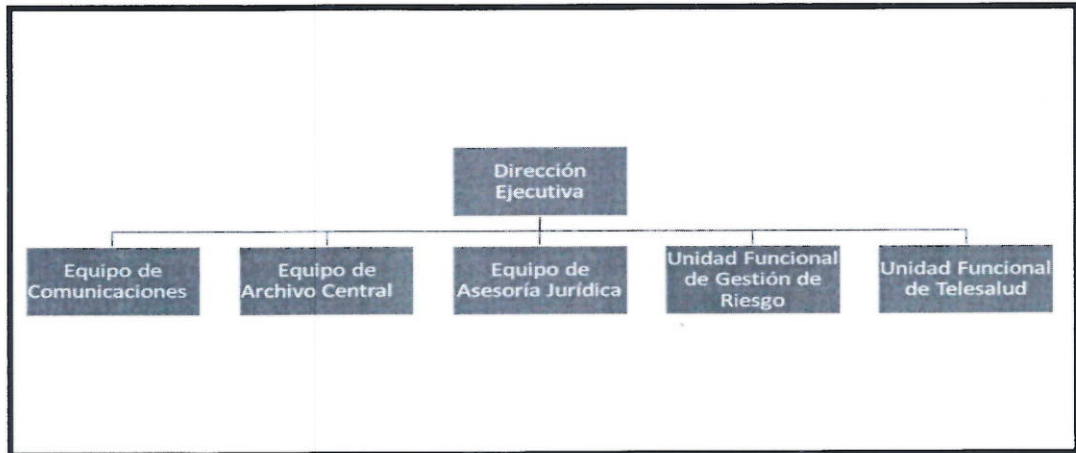 Dirección
Ejecutiva
Equipo de
Comunicaciones
Equipo de
Archivo Central
Equipo de
Asesoría Jurídica
Unidad Funcional
de Gestión de
Riesgo
Unidad Funcional
de Telesalud